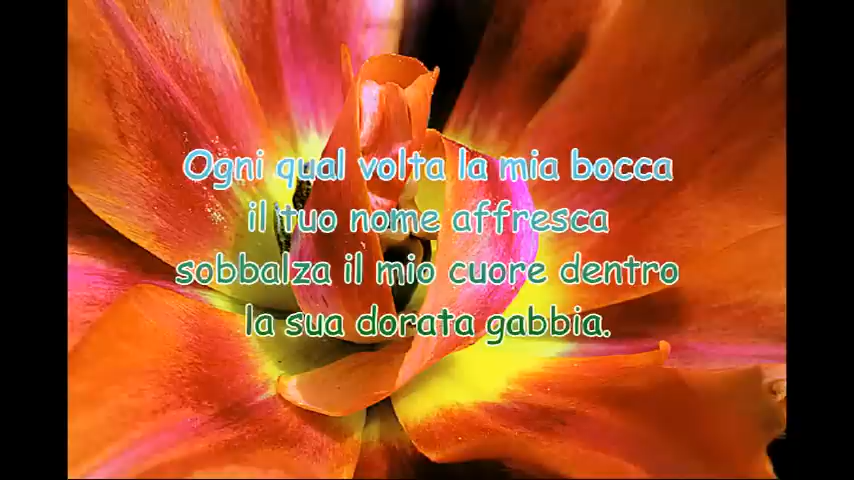 Ogni qual volta la mia bocca
il tuo nome affresca
sobbalza il mio cuore dentro
la sua dorata gabbia.